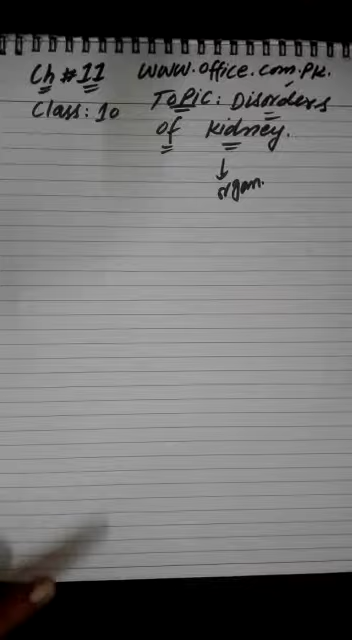 Ch # 11 www.office.com.PK.
Class: 10 Topic: Disorders
of kidney.
↓
organ.